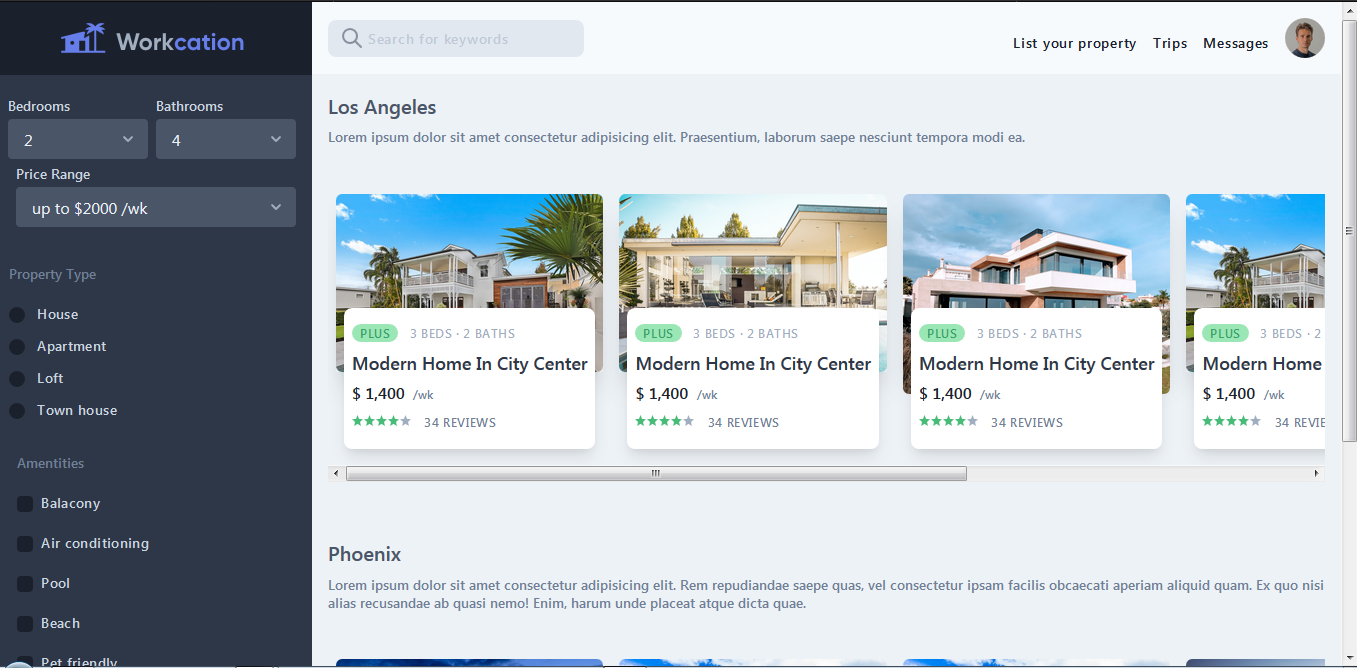 Workcation
Search for keywords
List your property Trips Messages
Bedrooms Bathrooms
2 4
Price Range
up to $2000 /wk
Property Type
House
Apartment
Loft
Town house
Amentities
Balacony
Air conditioning
Pool
Beach
Pet friendly
Los Angeles
Lorem ipsum dolor sit amet consectetur adipisicing elit. Praesentium, laborum saepe nesciunt tempora modi ea.
PLUS 3 BEDS · 2 BATHS
Modern Home In City Center
$ 1,400 /wk
34 REVIEWS
PLUS 3 BEDS · 2 BATHS
Modern Home In City Center
$ 1,400 /wk
34 REVIEWS
PLUS 3 BEDS · 2 BATHS
Modern Home In City Center
$ 1,400 /wk
34 REVIEWS
PLUS 3 BEDS · 2
Modern Home
$ 1,400 /wk
34 REVIE
Phoenix
Lorem ipsum dolor sit amet consectetur adipisicing elit. Rem repudiandae saepe quas, vel consectetur ipsam facilis obcaecati aperiam aliquid quam. Ex quo nisi
alias recusandae ab quasi nemo! Enim, harum unde placeat atque dicta quae.